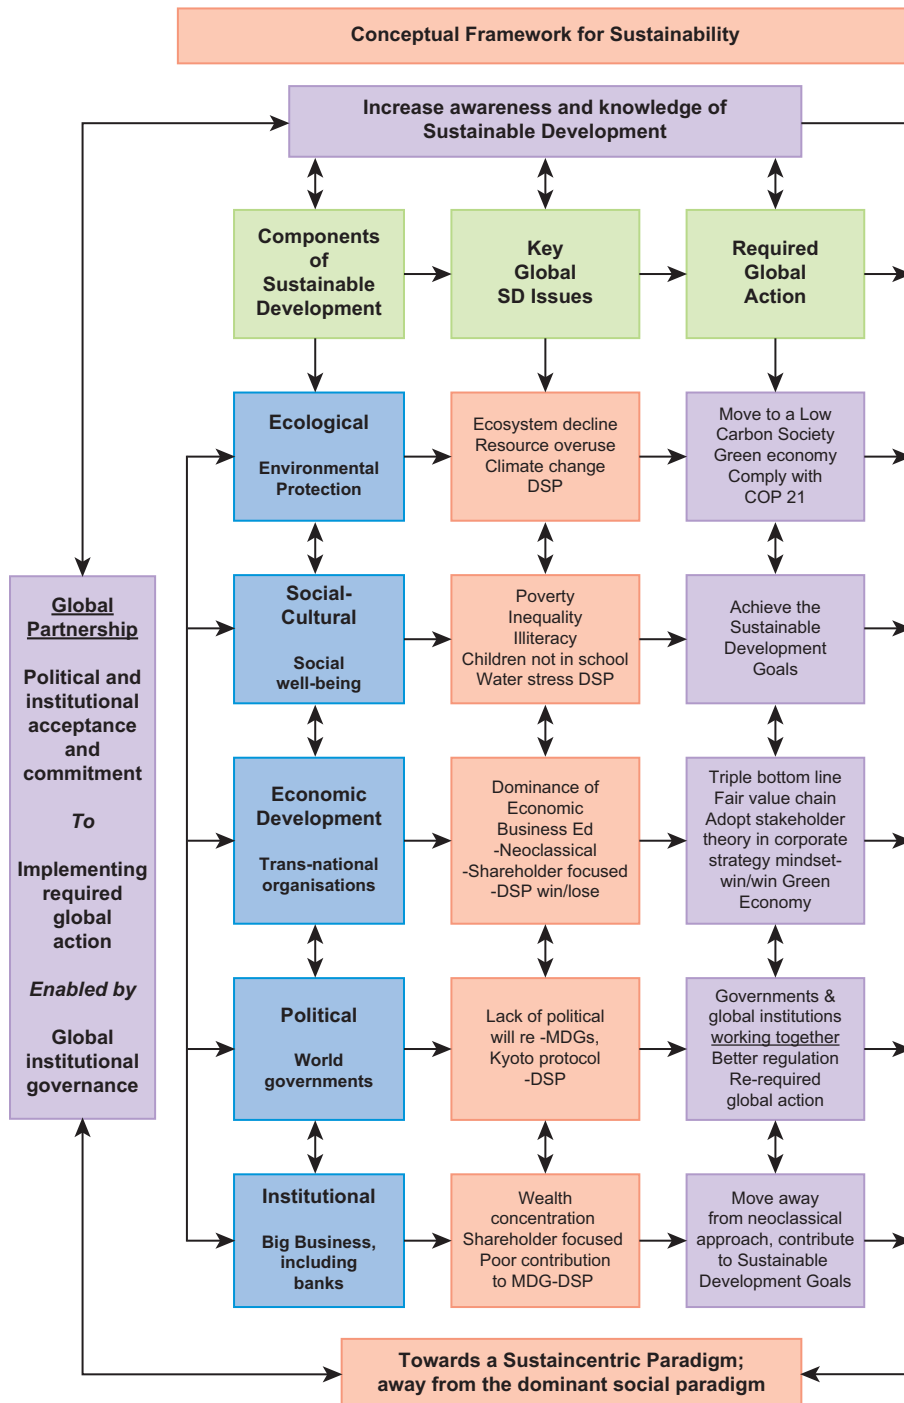 Conceptual Framework for Sustainability
Increase awareness and knowledge of
Sustainable Development
Components
of
Sustainable
Development
Key
Global
SD Issues
Required
Global
Action
Ecological
Environmental
Protection
Ecosystem decline
Resource overuse
Climate change
DSP
Move to a Low
Carbon Society
Green economy
Comply with
COP 21
Global
Partnership
Political and
institutional
acceptance
and
commitment
To
Implementing
required
global
action
Enabled by
Global
institutional
governance
Social-
Cultural
Social
well-being
Poverty
Inequality
Illiteracy
Children not in school
Water stress DSP
Achieve the
Sustainable
Development
Goals
Economic
Development
Trans-national
organisations
Dominance of
Economic
Business Ed
-Neoclassical
-Shareholder focused
-DSP win/lose
Triple bottom line
Fair value chain
Adopt stakeholder
theory in corporate
strategy mindset-
win/win Green
Economy
Political
World
governments
Lack of political
will re -MDGs,
Kyoto protocol
-DSP
Governments &
global institutions
working together
Better regulation
Re-required
global action
Institutional
Big Business,
including
banks
Wealth
concentration
Shareholder focused
Poor contribution
to MDG-DSP
Move away
from neoclassical
approach, contribute
to Sustainable
Development Goals
Towards a Sustaincentric Paradigm;
away from the dominant social paradigm